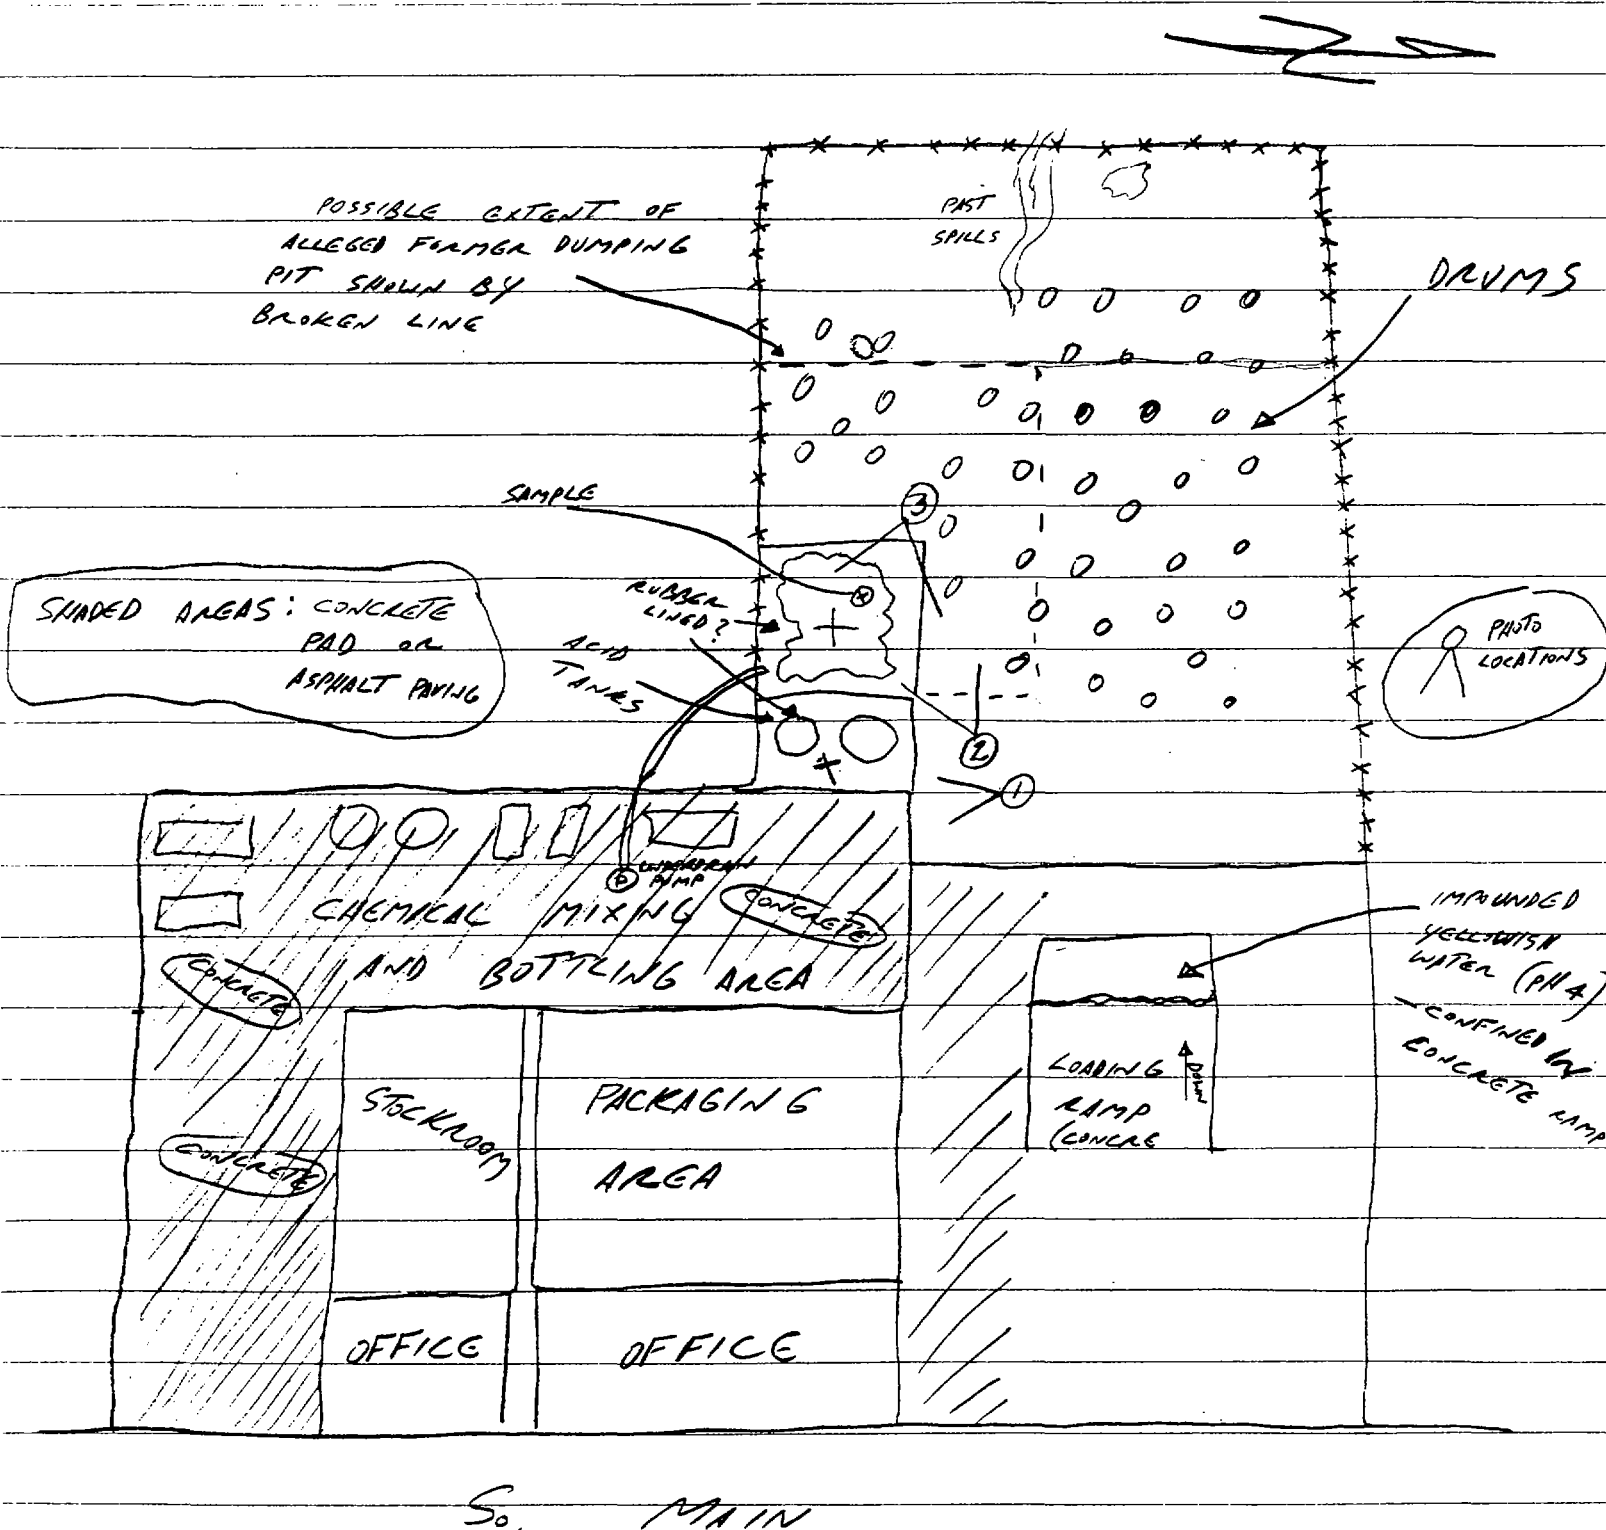 POSSIBLE EXTENT OF
ALLEGED FORMER DUMPING
PIT SHOWN BY
BROKEN LINE
PAST
SPILLS
DRUMS
SAMPLE
3
RUBBER
LINED?
SHADED AREAS: CONCRETE
PAD OR
ASPHALT PAVING
ACID
TANKS
PHOTO
LOCATIONS
2
1
UNDERDRAIN
PUMP
P
CHEMICAL MIXING
CONCRETE
AND BOTTLING AREA
CONCRETE
IMPOUNDED
YELLOWISH
WATER (PH 4)
- CONFINED IN
CONCRETE RAMP
LOADING
RAMP
(CONCRE
DOWN
STOCKROOM
PACKAGING
AREA
CONCRETE
OFFICE
OFFICE
So. MAIN